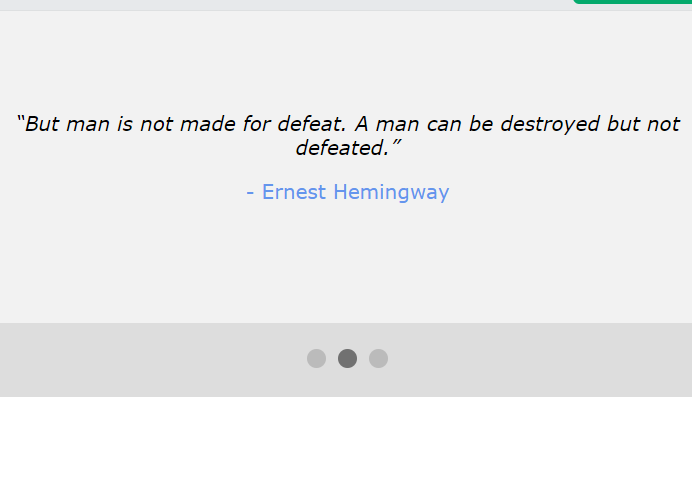 “But man is not made for defeat. A man can be destroyed but not
defeated.”
- Ernest Hemingway